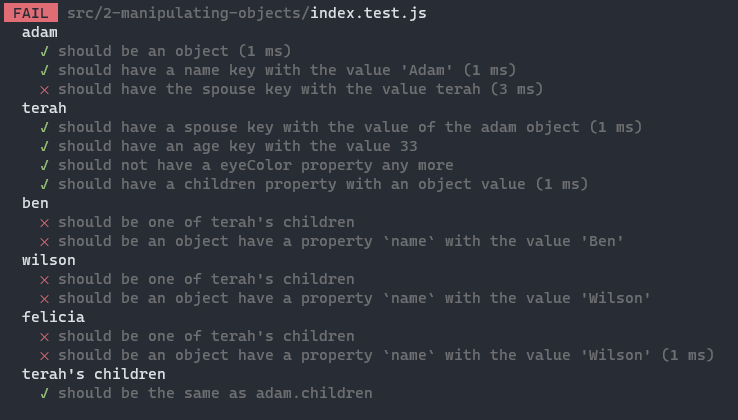 FAIL src/2-manipulating-objects/index.test.js
adam
✓ should be an object (1 ms)
✓ should have a name key with the value 'Adam' (1 ms)
✕ should have the spouse key with the value terah (3 ms)
terah
✓ should have a spouse key with the value of the adam object (1 ms)
✓ should have an age key with the value 33
✓ should not have a eyeColor property any more
✓ should have a children property with an object value (1 ms)
ben
✕ should be one of terah's children
✕ should be an object have a property `name` with the value 'Ben'
wilson
✕ should be one of terah's children
✕ should be an object have a property `name` with the value 'Wilson'
felicia
✕ should be one of terah's children
✕ should be an object have a property `name` with the value 'Wilson' (1 ms)
terah's children
✓ should be the same as adam.children